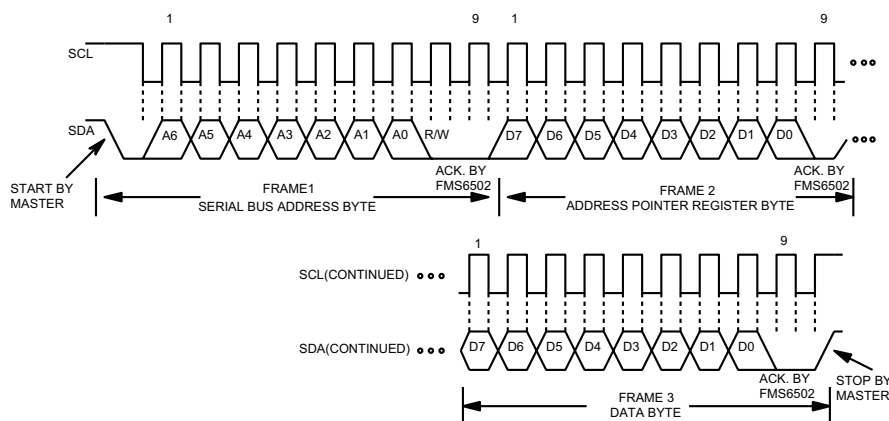 1 9 1 9
SCL
SDA A6 A5 A4 A3 A2 A1 A0 R/W D7 D6 D5 D4 D3 D2 D1 D0
START BY
MASTER
ACK. BY
FMS6502
ACK. BY
FMS6502
FRAME1
SERIAL BUS ADDRESS BYTE
FRAME 2
ADDRESS POINTER REGISTER BYTE
1 9
SCL(CONTINUED)
SDA(CONTINUED) D7 D6 D5 D4 D3 D2 D1 D0
ACK. BY
FMS6502
STOP BY
MASTER
FRAME 3
DATA BYTE